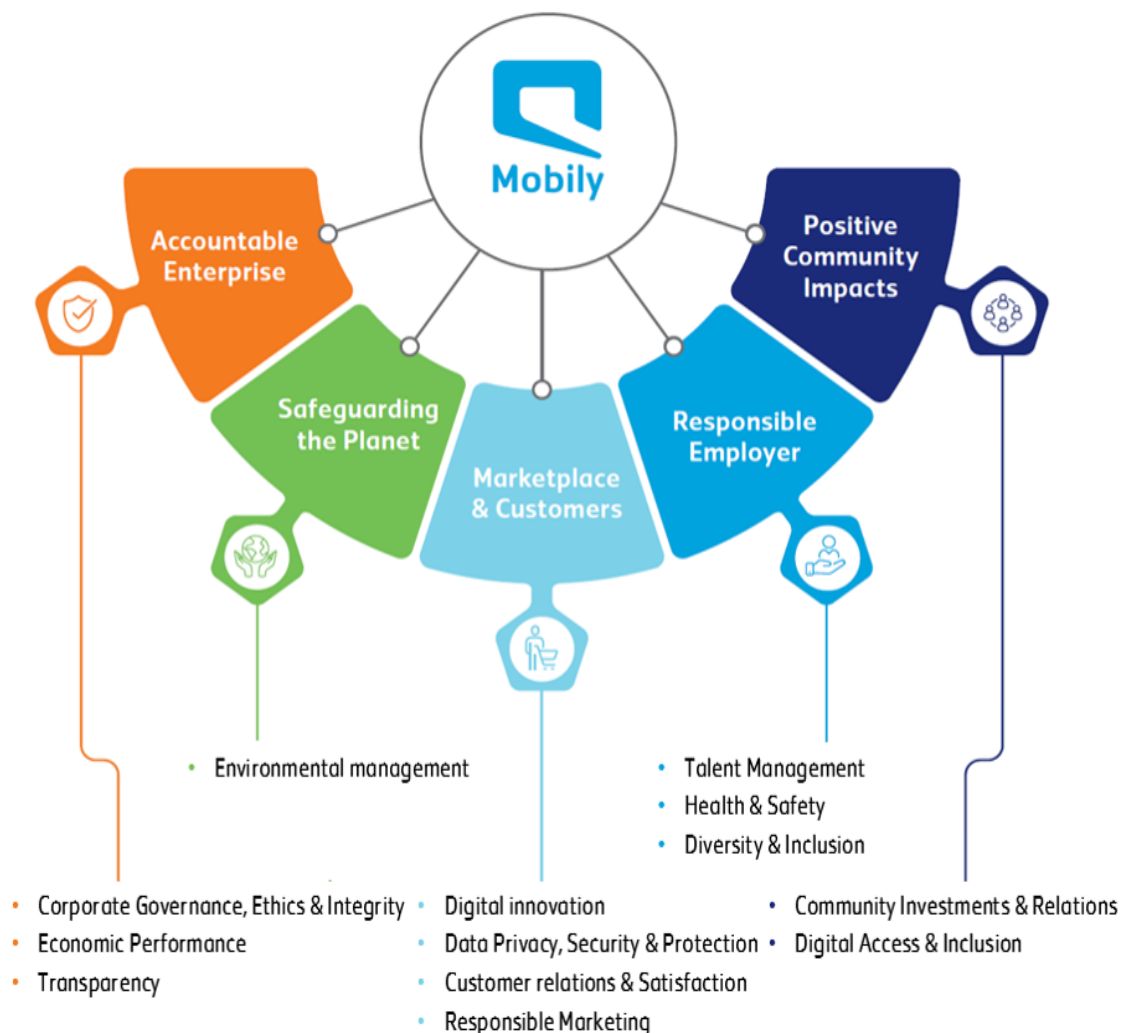 Mobily
Accountable
Enterprise
Safeguarding
the Planet
Marketplace
& Customers
Responsible
Employer
Positive
Community
Impacts
• Environmental management
• Talent Management
• Health & Safety
• Diversity & Inclusion
• Corporate Governance, Ethics & Integrity
• Economic Performance
• Transparency
• Digital innovation
• Data Privacy, Security & Protection
• Customer relations & Satisfaction
• Responsible Marketing
• Community Investments & Relations
• Digital Access & Inclusion